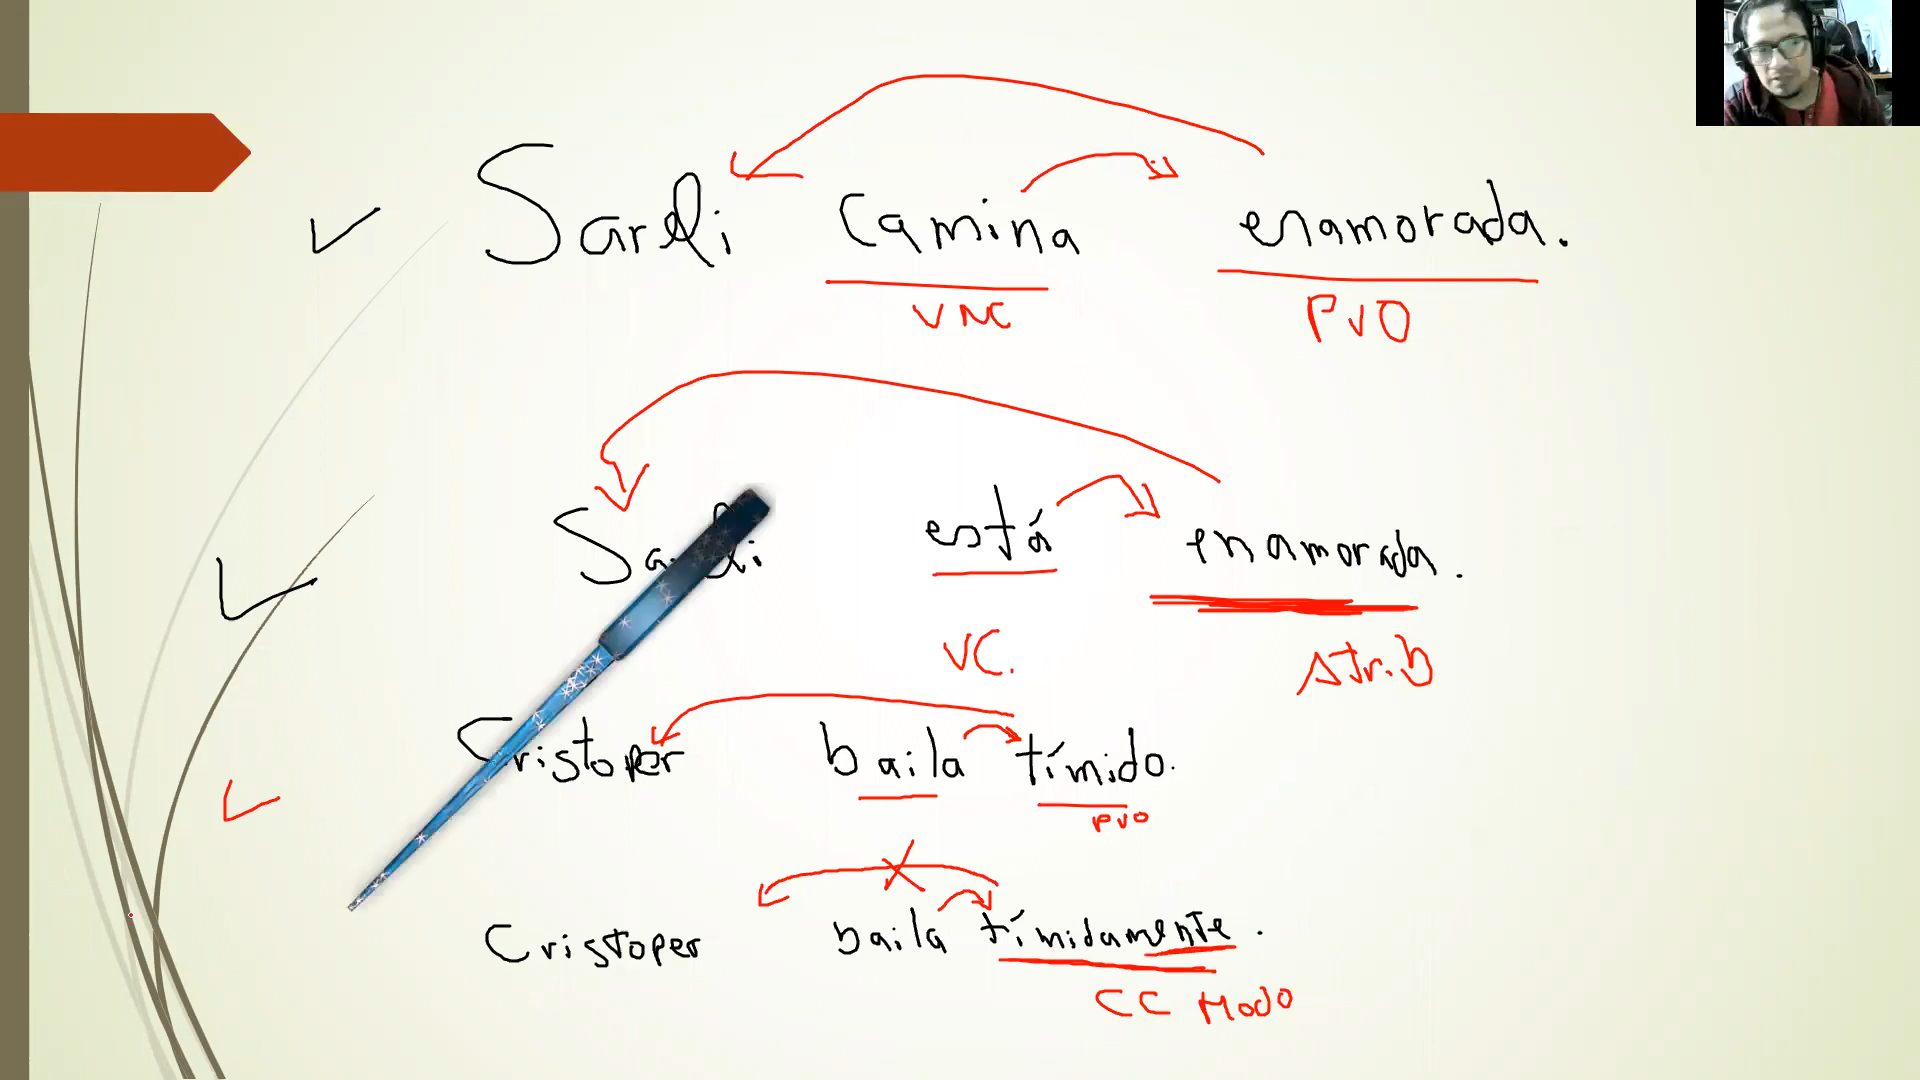 Sardi camina enamorada.
VNC PVO
Sardi está enamorada.
VC. Atrib
Cristoper baila tímido.
PVO
Cristoper baila tímidamente.
CC Modo